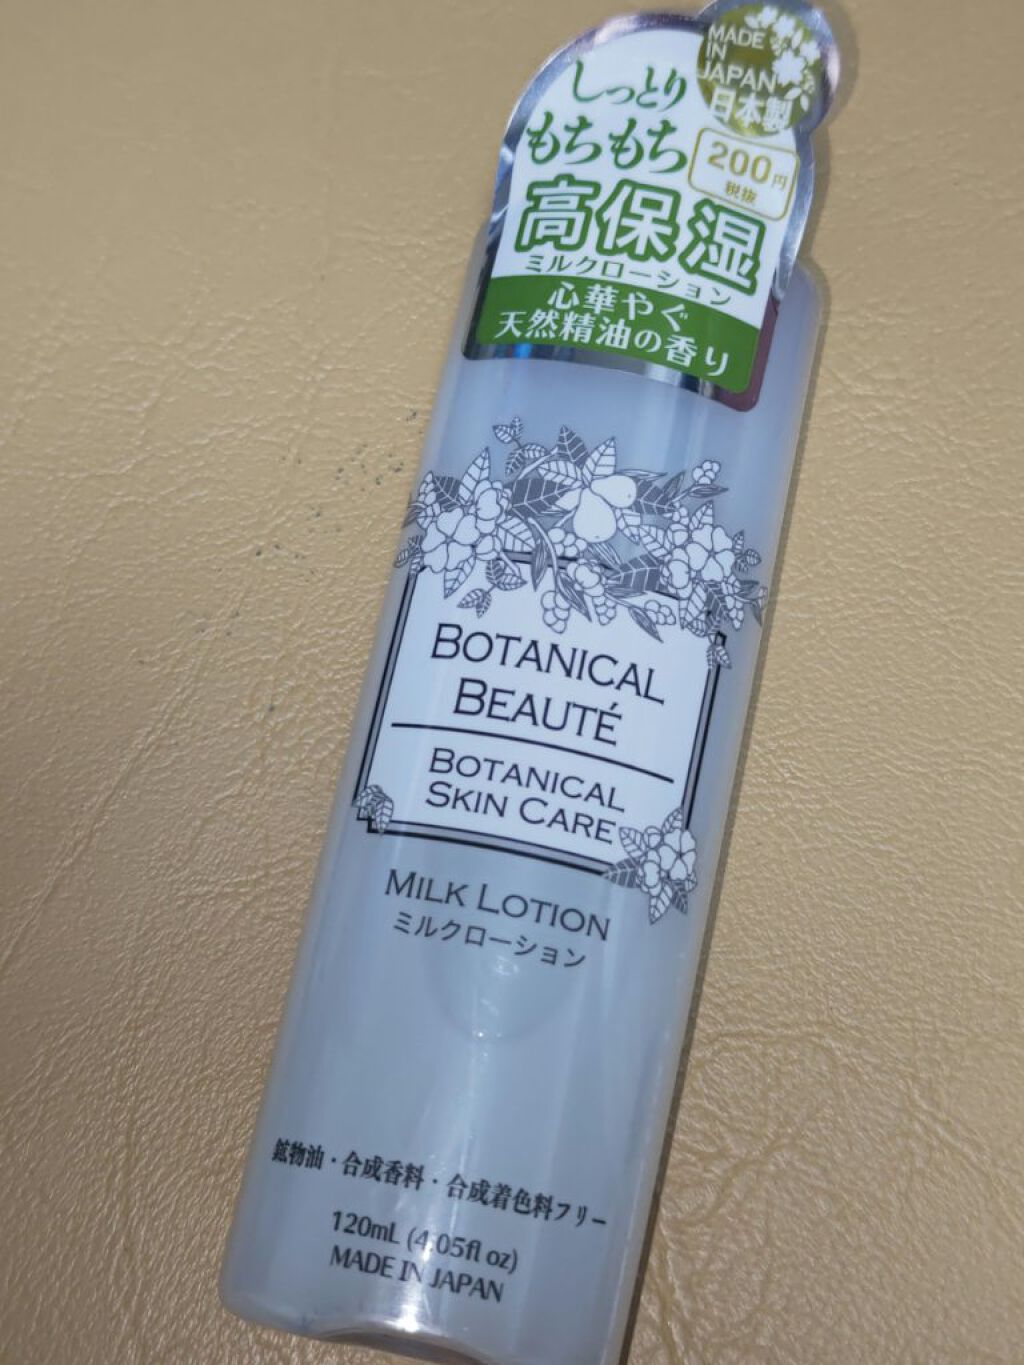 MADE
IN
JAPAN
日本製
しっとり
もちもち
200円
税抜
高保湿
ミルクローション
心華やぐ
天然精油の香り
BOTANICAL
BEAUTÉ
BOTANICAL
SKIN CARE
MILK LOTION
ミルクローション
鉱物油・合成香料・合成着色料フリー
120mL (4.05fl oz)
MADE IN JAPAN